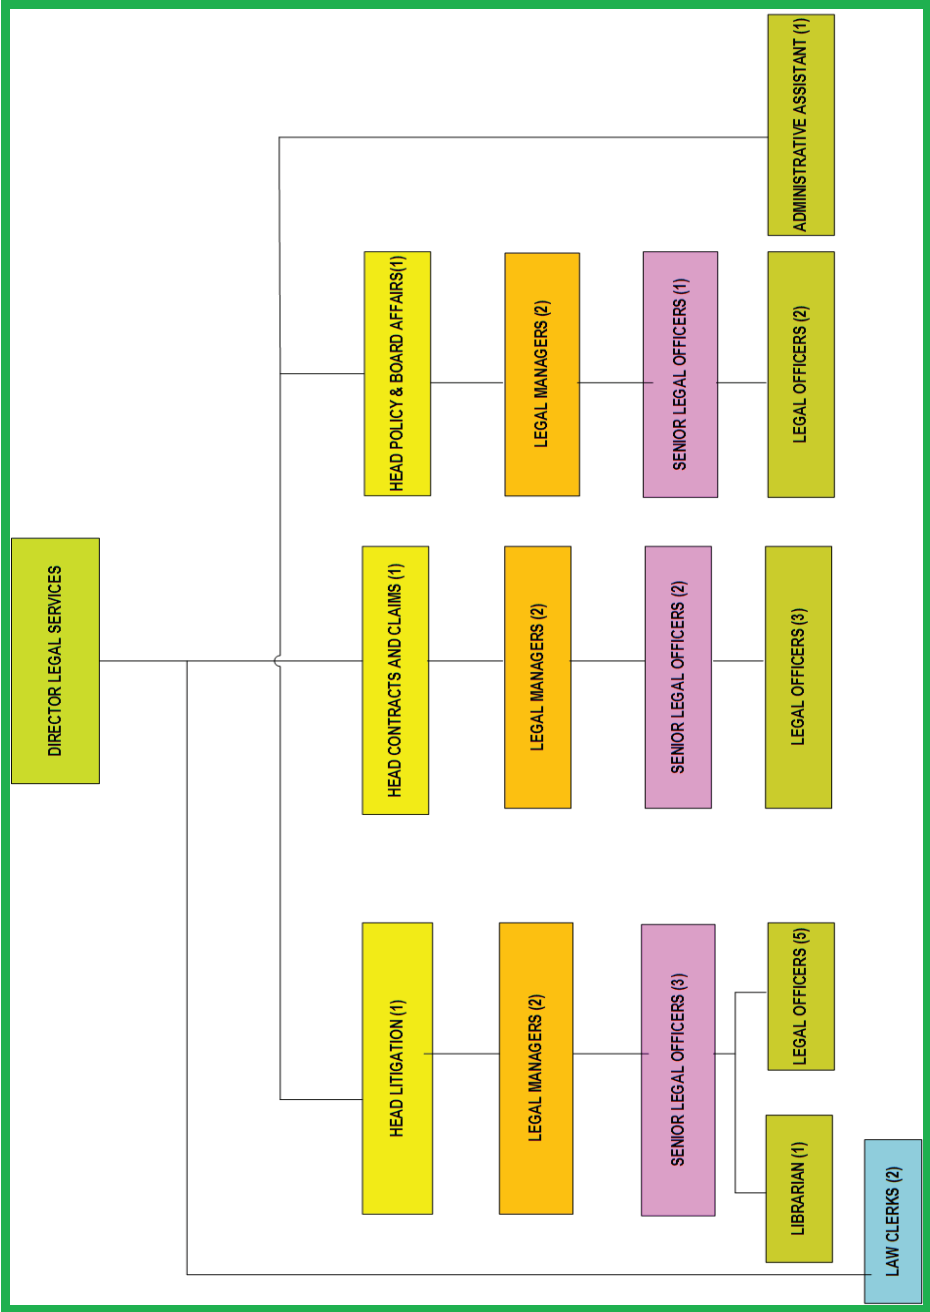 DIRECTOR LEGAL SERVICES
HEAD LITIGATION (1)
HEAD CONTRACTS AND CLAIMS (1)
HEAD POLICY & BOARD AFFAIRS(1)
LEGAL MANAGERS (2)
LEGAL MANAGERS (2)
LEGAL MANAGERS (2)
SENIOR LEGAL OFFICERS (3)
SENIOR LEGAL OFFICERS (2)
SENIOR LEGAL OFFICERS (1)
LIBRARIAN (1)
LEGAL OFFICERS (5)
LEGAL OFFICERS (3)
LEGAL OFFICERS (2)
ADMINISTRATIVE ASSISTANT (1)
LAW CLERKS (2)